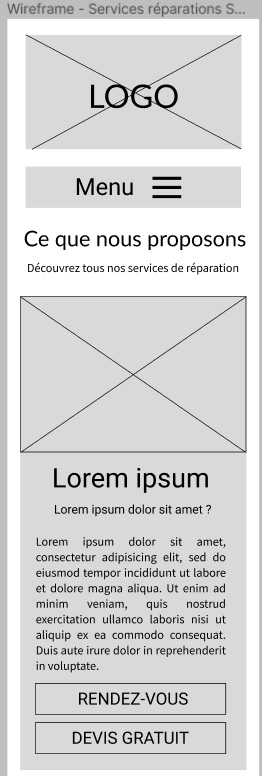 Wireframe - Services réparations S...
LOGO
Menu
Ce que nous proposons
Découvrez tous nos services de réparation
Lorem ipsum
Lorem ipsum dolor sit amet ?
Lorem ipsum dolor sit amet,
consectetur adipisicing elit, sed do
eiusmod tempor incididunt ut labore
et dolore magna aliqua. Ut enim ad
minim veniam, quis nostrud
exercitation ullamco laboris nisi ut
aliquip ex ea commodo consequat.
Duis aute irure dolor in reprehenderit
in voluptate.
RENDEZ-VOUS
DEVIS GRATUIT